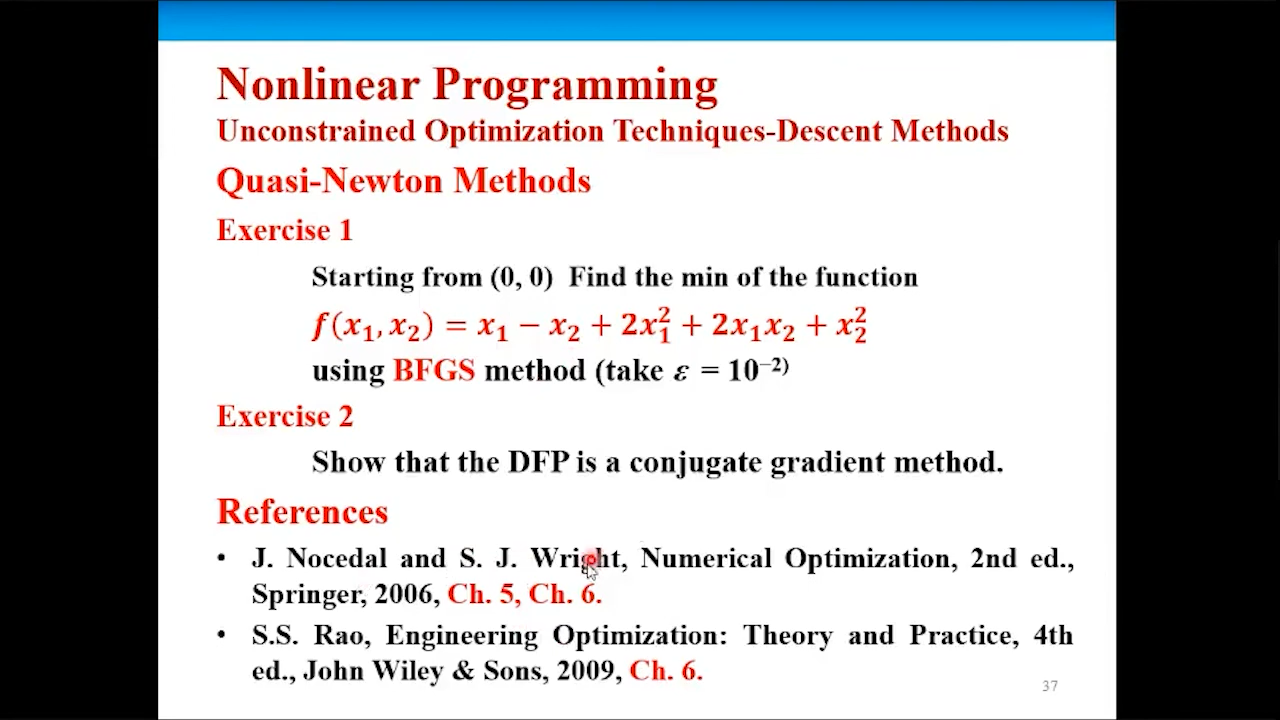 Nonlinear Programming
Unconstrained Optimization Techniques-Descent Methods
Quasi-Newton Methods
Exercise 1
Starting from (0, 0) Find the min of the function
f(x₁, x₂) = x₁ − x₂ + 2x₁² + 2x₁x₂ + x₂²
using BFGS method (take ε = 10⁻²⁾
Exercise 2
Show that the DFP is a conjugate gradient method.
References
• J. Nocedal and S. J. Wright, Numerical Optimization, 2nd ed.,
Springer, 2006, Ch. 5, Ch. 6.
• S.S. Rao, Engineering Optimization: Theory and Practice, 4th
ed., John Wiley & Sons, 2009, Ch. 6.
37